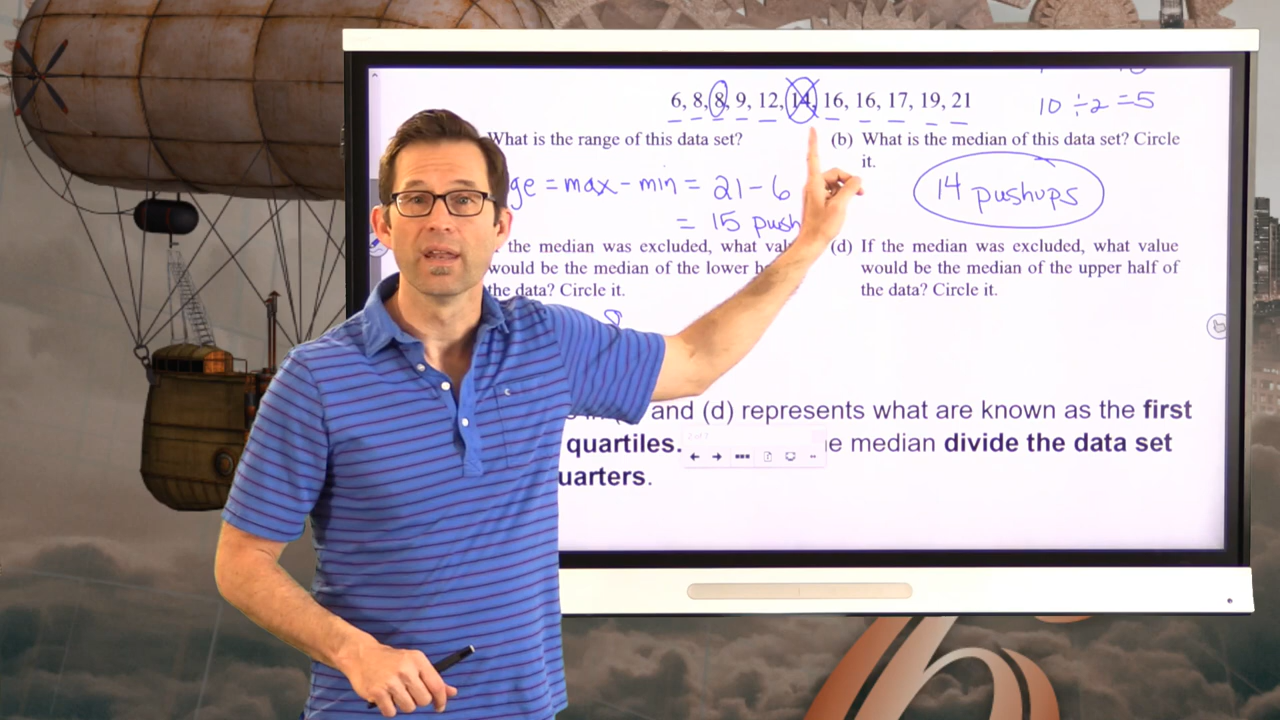 6, 8, 8, 9, 12, 14, 16, 16, 17, 19, 21
10 ÷ 2 = 5
What is the range of this data set?
(b) What is the median of this data set? Circle
it.
= max - min = 21 - 6
= 15
14 pushups
the median was excluded, what
would be the median of the lower
the data? Circle it.
8
(d) If the median was excluded, what value
would be the median of the upper half of
the data? Circle it.
and (d) represents what are known as the first
quartiles.
median divide the data set
2 of 3